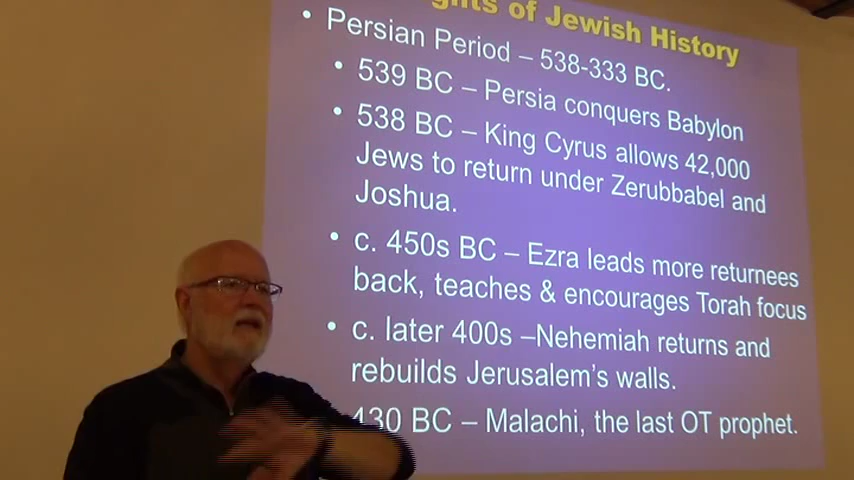 of Jewish History
• Persian Period – 538-333 BC.
• 539 BC – Persia conquers Babylon
• 538 BC – King Cyrus allows 42,000
Jews to return under Zerubbabel and
Joshua.
• c. 450s BC – Ezra leads more returnees
back, teaches & encourages Torah focus
• c. later 400s –Nehemiah returns and
rebuilds Jerusalem's walls.
430 BC – Malachi, the last OT prophet.